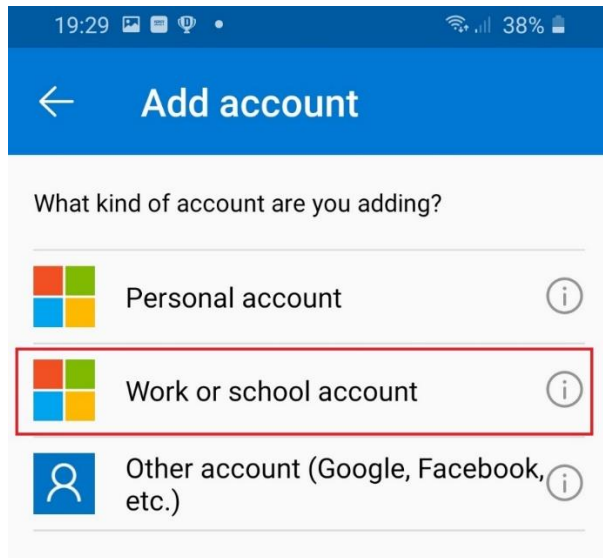 19:29 38%
Add account
What kind of account are you adding?
Personal account
Work or school account
Other account (Google, Facebook,
etc.)